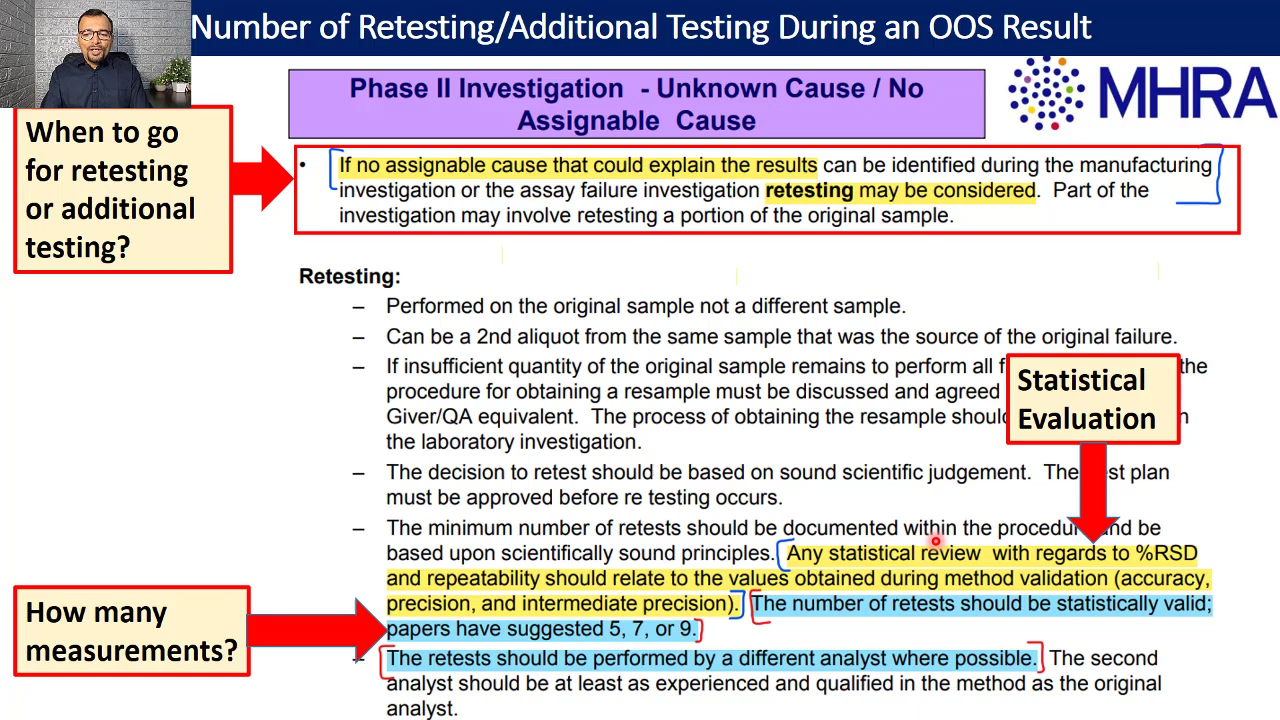 Number of Retesting/Additional Testing During an OOS Result
MHRA
Phase II Investigation - Unknown Cause / No
Assignable Cause
When to go
for retesting
or additional
testing?
• If no assignable cause that could explain the results can be identified during the manufacturing
investigation or the assay failure investigation retesting may be considered. Part of the
investigation may involve retesting a portion of the original sample.
Retesting:
– Performed on the original sample not a different sample.
– Can be a 2nd aliquot from the same sample that was the source of the original failure.
– If insufficient quantity of the original sample remains to perform all the
procedure for obtaining a resample must be discussed and agreed
Giver/QA equivalent. The process of obtaining the resample
the laboratory investigation.
Statistical
Evaluation
– The decision to retest should be based on sound scientific judgement. The plan
must be approved before re testing occurs.
– The minimum number of retests should be documented within the and be
based upon scientifically sound principles. Any statistical review with regards to %RSD
and repeatability should relate to the values obtained during method validation (accuracy,
precision, and intermediate precision). The number of retests should be statistically valid;
papers have suggested 5, 7, or 9.
How many
measurements?
– The retests should be performed by a different analyst where possible. The second
analyst should be at least as experienced and qualified in the method as the original
analyst.